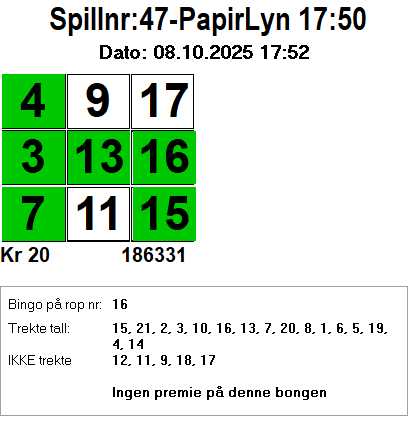 Spillnr:47-PapirLyn 17:50
Dato: 08.10.2025 17:52
4 9 17
3 13 16
7 11 15
Kr 20 186331
Bingo på rop nr: 16
Trekte tall: 15, 21, 2, 3, 10, 16, 13, 7, 20, 8, 1, 6, 5, 19,
4, 14
IKKE trekte 12, 11, 9, 18, 17
Ingen premie på denne bongen